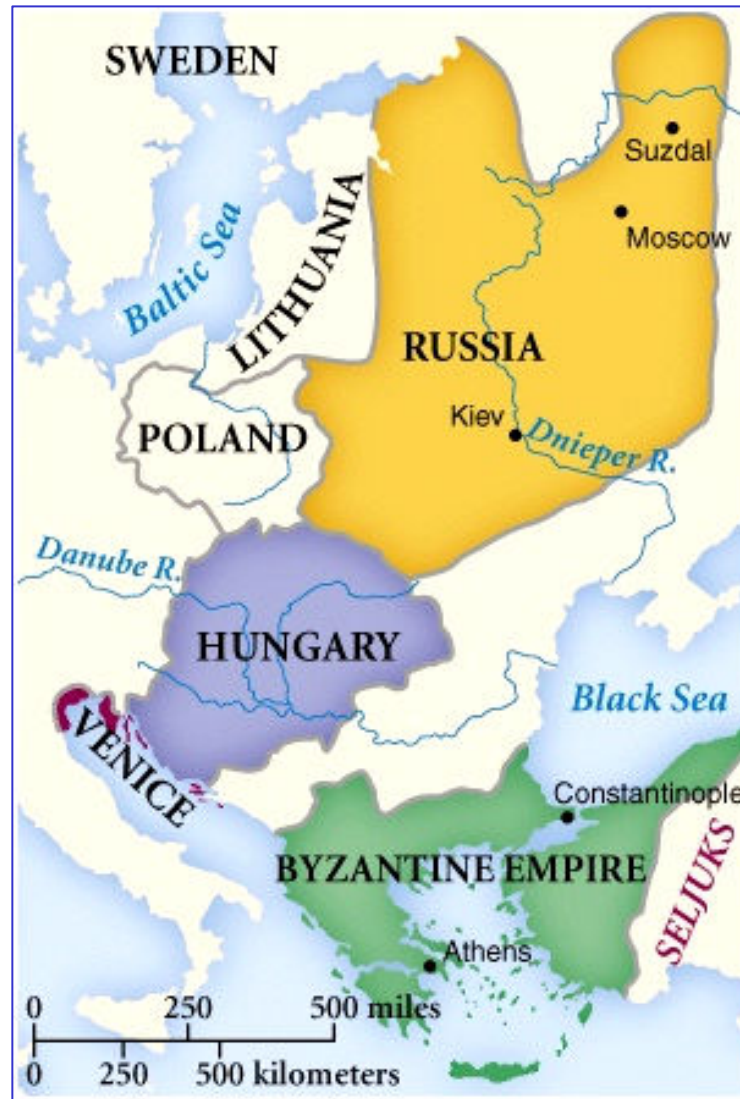 SWEDEN
Suzdal
Moscow
Baltic Sea
LITHUANIA
RUSSIA
Kiev
Dnieper R.
POLAND
Danube R.
HUNGARY
Black Sea
VENICE
Constantinople
BYZANTINE EMPIRE
SELJUKS
Athens
0 250 500 miles
0 250 500 kilometers